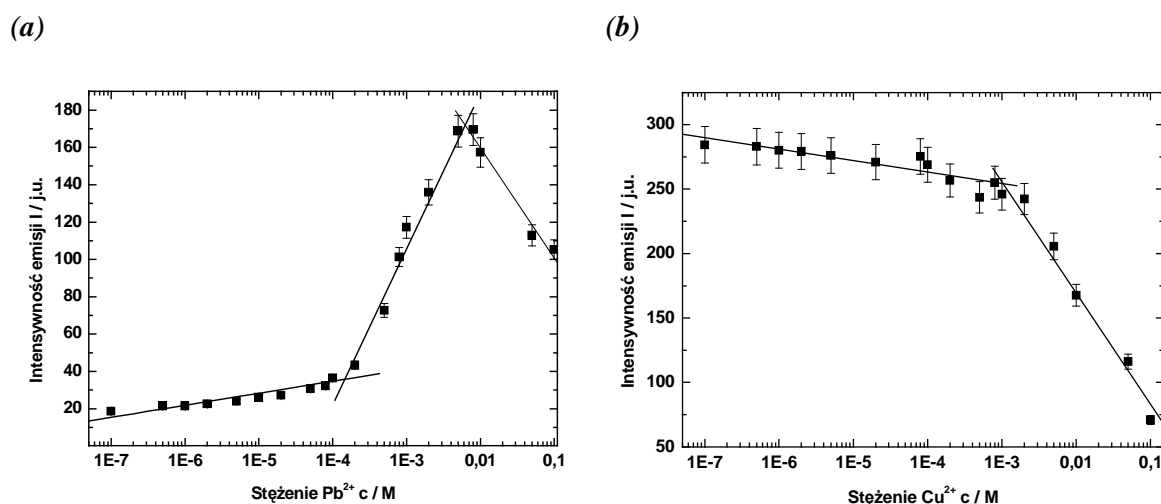 (a)
(b)
Intensywność emisji I / j.u.
180
160
140
120
100
80
60
40
20
1E-7 1E-6 1E-5 1E-4 1E-3 0,01 0,1
Stężenie Pb²⁺ c / M
Intensywność emisji I / j.u.
300
250
200
150
100
50
1E-7 1E-6 1E-5 1E-4 1E-3 0,01 0,1
Stężenie Cu²⁺ c / M